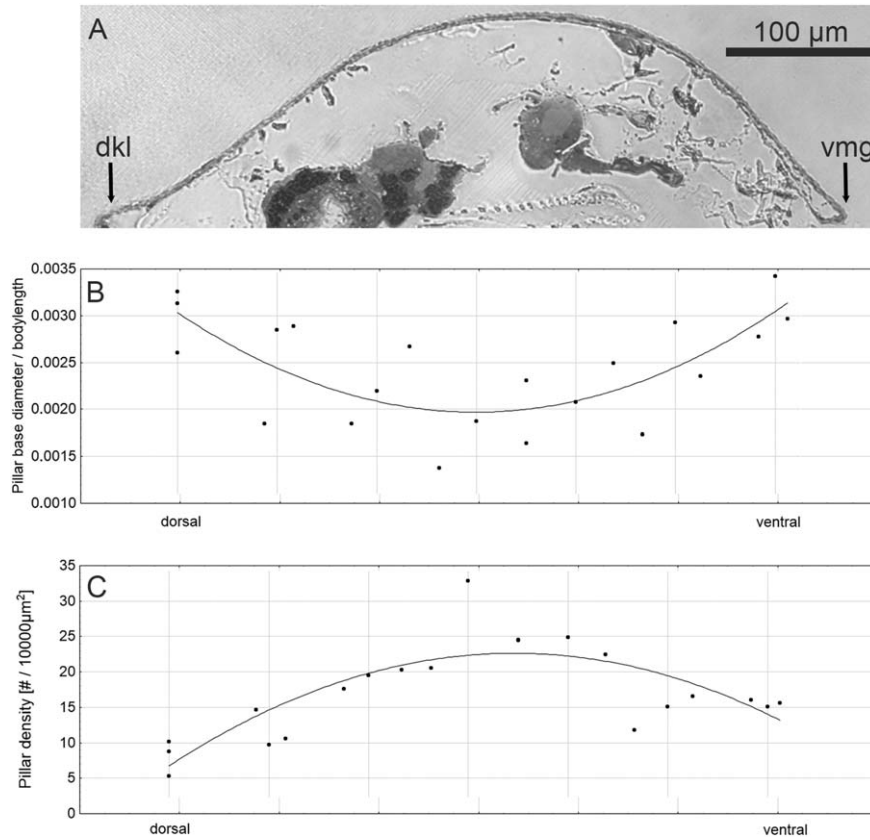 A
100 µm
dkl
vmg
B
Pillar base diameter / bodylength
0.0035
0.0030
0.0025
0.0020
0.0015
0.0010
dorsal
ventral
C
Pillar density [# / 10000µm²]
35
30
25
20
15
10
5
0
dorsal
ventral